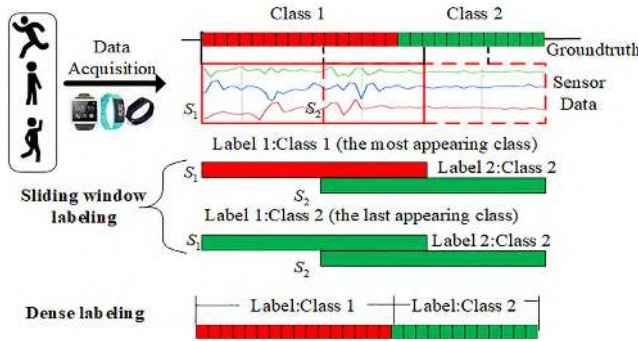 Class 1 Class 2
Data
Acquisition
Groundtruth
Sensor
Data
S1 S2
Label 1:Class 1 (the most appearing class)
S1 Label 2:Class 2
S2
Sliding window
labeling
Label 1:Class 2 (the last appearing class)
S1 Label 2:Class 2
S2
Dense labeling
Label:Class 1 Label:Class 2